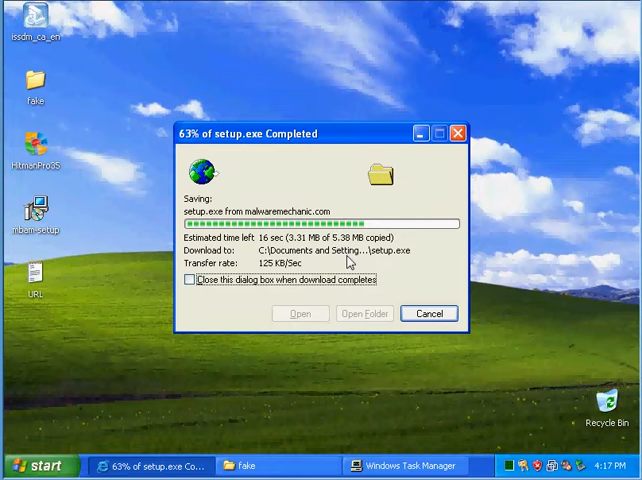 issdm_ca_en
fake
HitmanPro35
mbam-setup
URL
63% of setup.exe Completed
Saving:
setup.exe from malwaremechanic.com
Estimated time left 16 sec (3.31 MB of 5.38 MB copied)
Download to: C:\Documents and Setting...\setup.exe
Transfer rate: 125 KB/Sec
Close this dialog box when download completes
Open Open Folder Cancel
Recycle Bin
start 63% of setup.exe Co... fake Windows Task Manager 4:17 PM